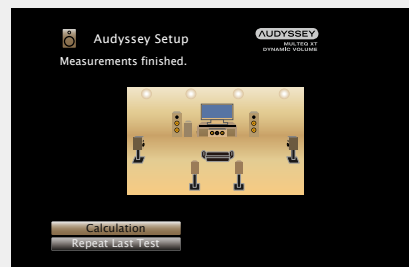 Audyssey Setup
AUDYSSEY
MULTEQ XT
DYNAMIC VOLUME
Measurements finished.
Calculation
Repeat Last Test